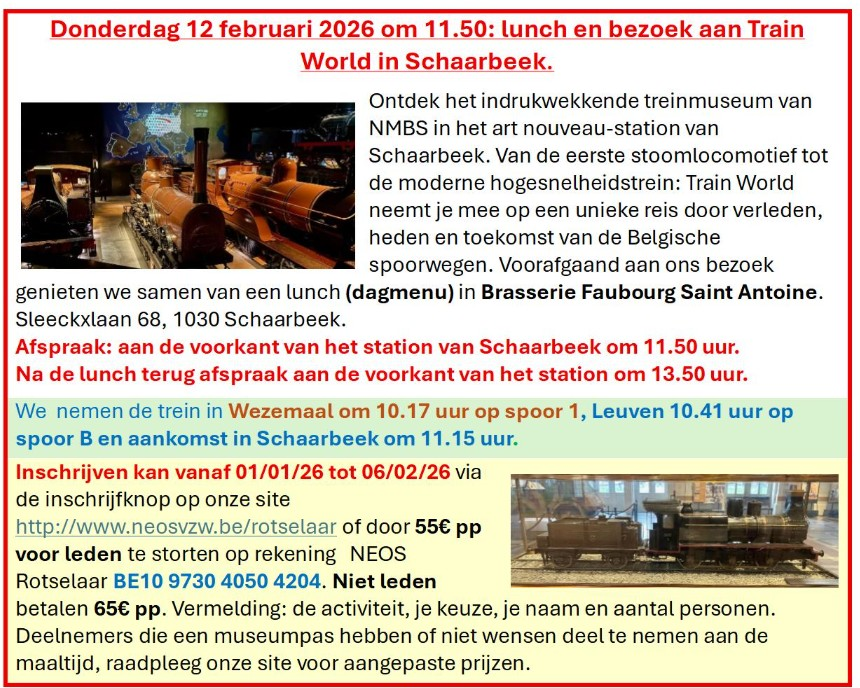 Donderdag 12 februari 2026 om 11.50: lunch en bezoek aan Train
World in Schaarbeek.
Ontdek het indrukwekkende treinmuseum van
NMBS in het art nouveau-station van
Schaarbeek. Van de eerste stoomlocomotief tot
de moderne hogesnelheidstrein: Train World
neemt je mee op een unieke reis door verleden,
heden en toekomst van de Belgische
spoorwegen. Voorafgaand aan ons bezoek
genieten we samen van een lunch (dagmenu) in Brasserie Faubourg Saint Antoine.
Sleeckxlaan 68, 1030 Schaarbeek.
Afspraak: aan de voorkant van het station van Schaarbeek om 11.50 uur.
Na de lunch terug afspraak aan de voorkant van het station om 13.50 uur.
We nemen de trein in Wezemaal om 10.17 uur op spoor 1, Leuven 10.41 uur op
spoor B en aankomst in Schaarbeek om 11.15 uur.
Inschrijven kan vanaf 01/01/26 tot 06/02/26 via
de inschrijfknop op onze site
http://www.neosvzw.be/rotselaar of door 55€ pp
voor leden te storten op rekening NEOS
Rotselaar BE10 9730 4050 4204. Niet leden
betalen 65€ pp. Vermelding: de activiteit, je keuze, je naam en aantal personen.
Deelnemers die een museumpas hebben of niet wensen deel te nemen aan de
maaltijd, raadpleeg onze site voor aangepaste prijzen.